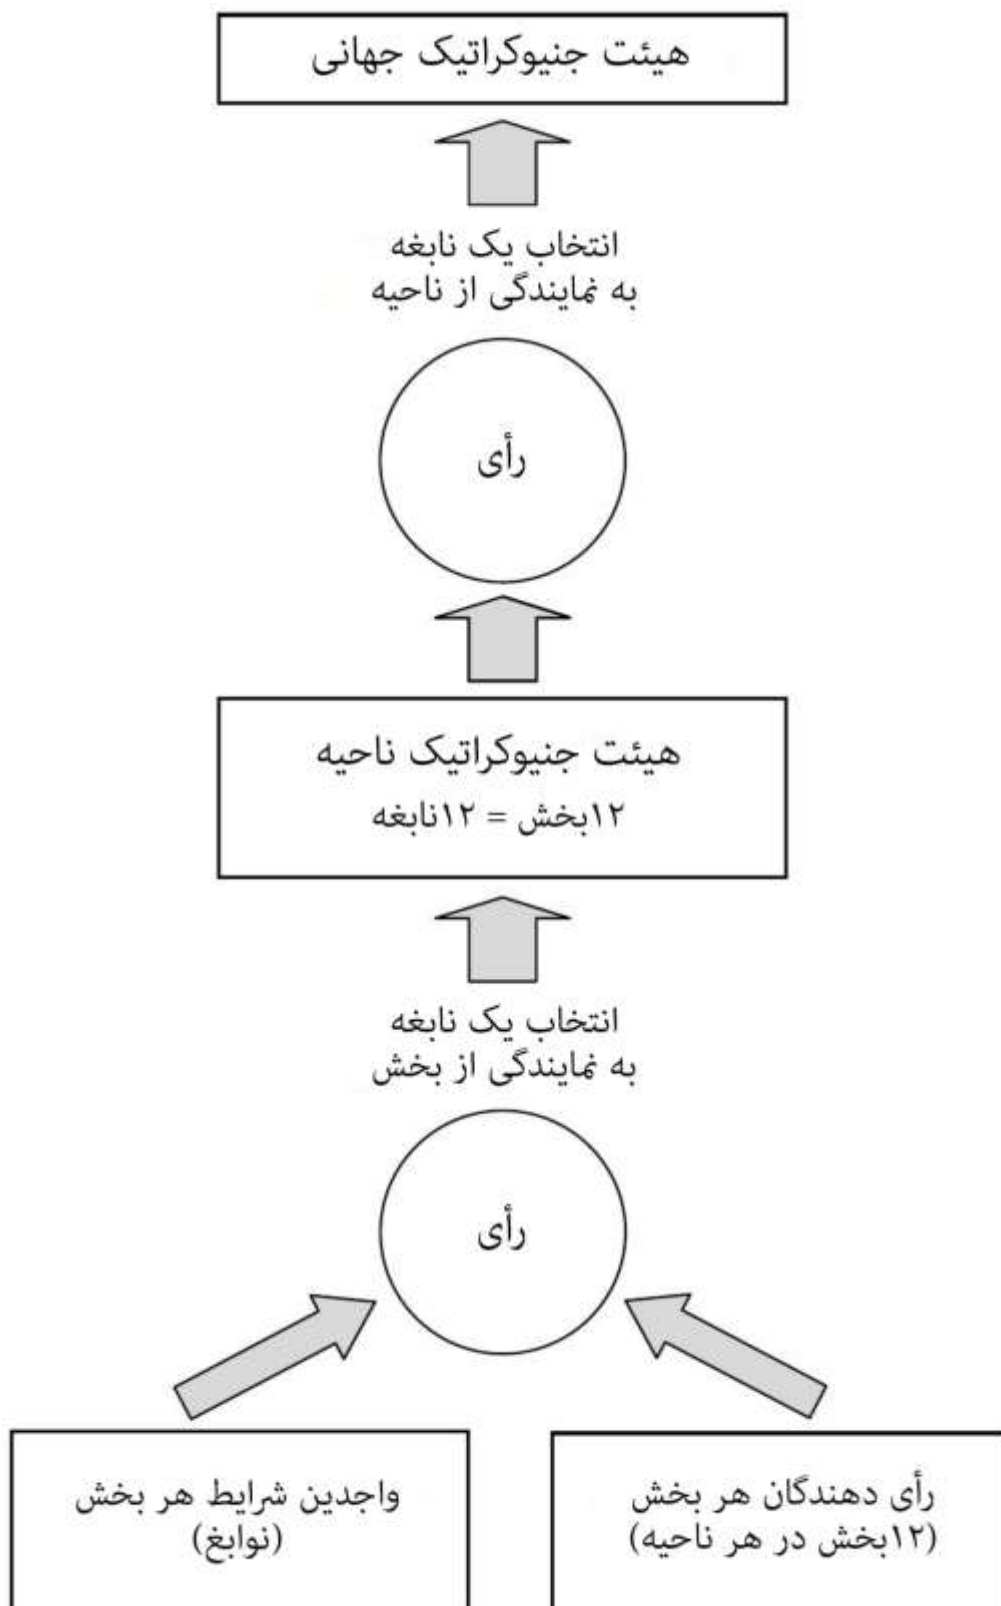 هیئت جنیوکراتیک جهانی
انتخاب یک نابغه
به نمایندگی از ناحیه
رأی
هیئت جنیوکراتیک ناحیه
۱۲بخش = ۱۲نابغه
انتخاب یک نابغه
به نمایندگی از بخش
رأی
رأی دهندگان هر بخش
(۱۲بخش در هر ناحیه)
واجدین شرایط هر بخش
(نوابغ)